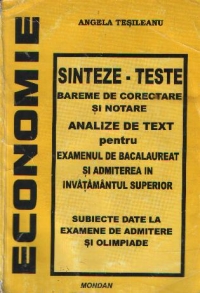 ANGELA TEȘILEANU
ECONOMIE
SINTEZE - TESTE
BAREME DE CORECTARE
ȘI NOTARE
ANALIZE DE TEXT
pentru
EXAMENUL DE BACALAUREAT
ȘI ADMITEREA IN
INVĂȚĂMÂNTUL SUPERIOR
SUBIECTE DATE LA
EXAMENE DE ADMITERE
ȘI OLIMPIADE
MONDAN